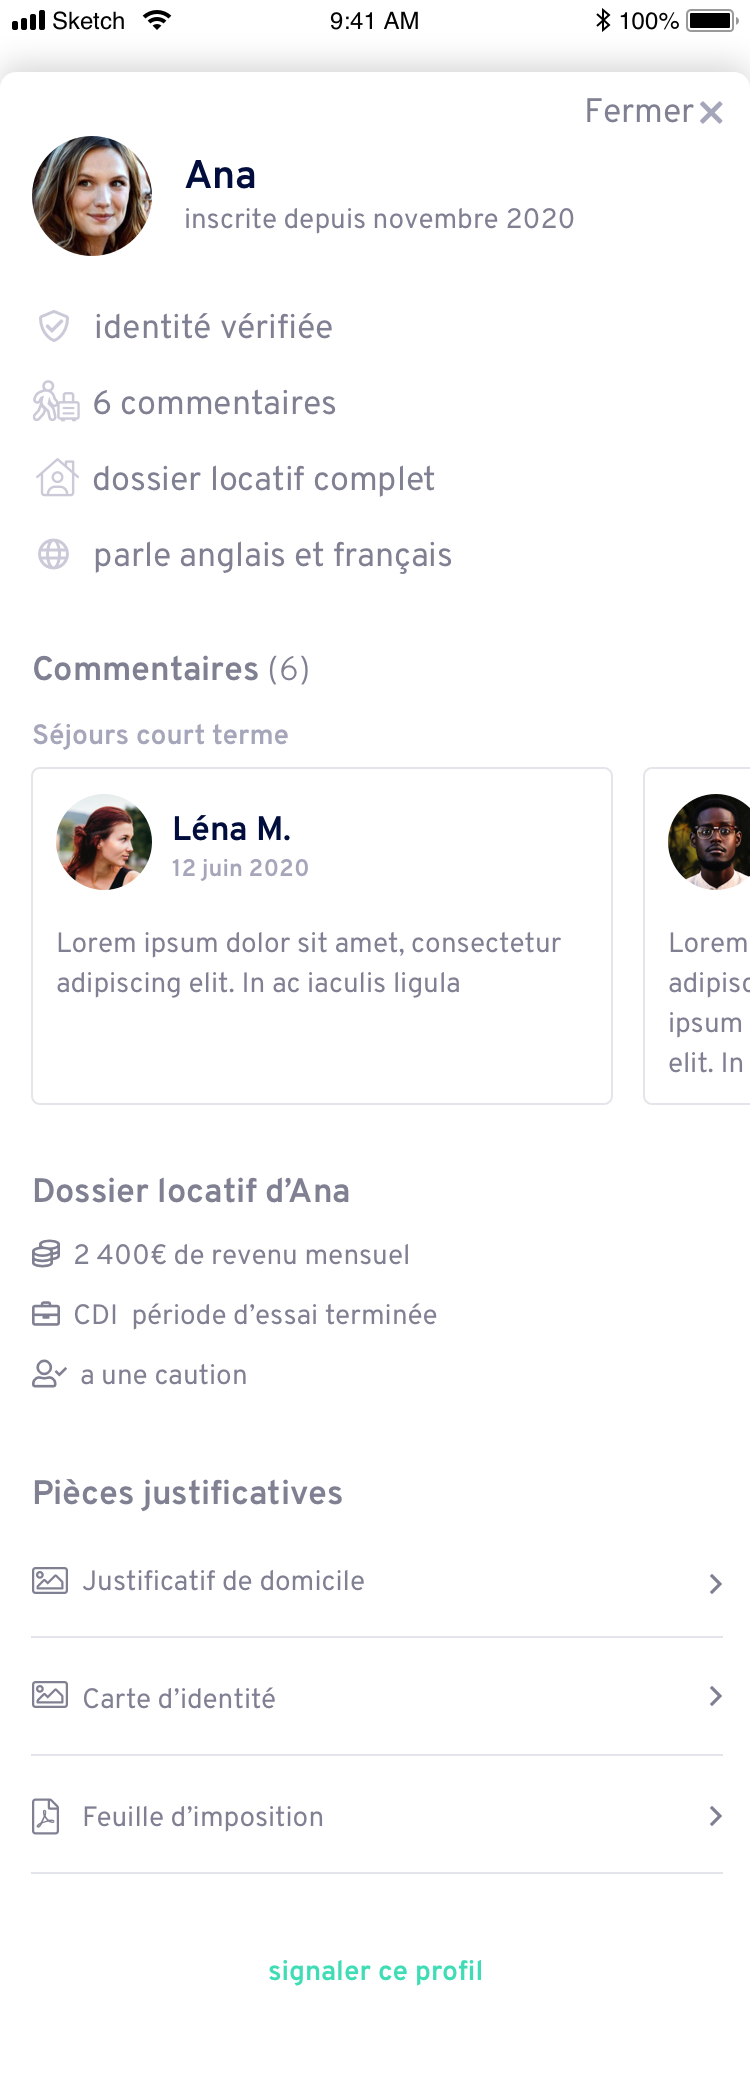 Sketch 9:41 AM 100%
Fermer
Ana
inscrite depuis novembre 2020
identité vérifiée
6 commentaires
dossier locatif complet
parle anglais et français
Commentaires (6)
Séjours court terme
Léna M.
12 juin 2020
Lorem ipsum dolor sit amet, consectetur
adipiscing elit. In ac iaculis ligula
Lorem
adipisc
ipsum
elit. In
Dossier locatif d’Ana
2 400€ de revenu mensuel
CDI période d’essai terminée
a une caution
Pièces justificatives
Justificatif de domicile
Carte d’identité
Feuille d’imposition
signaler ce profil